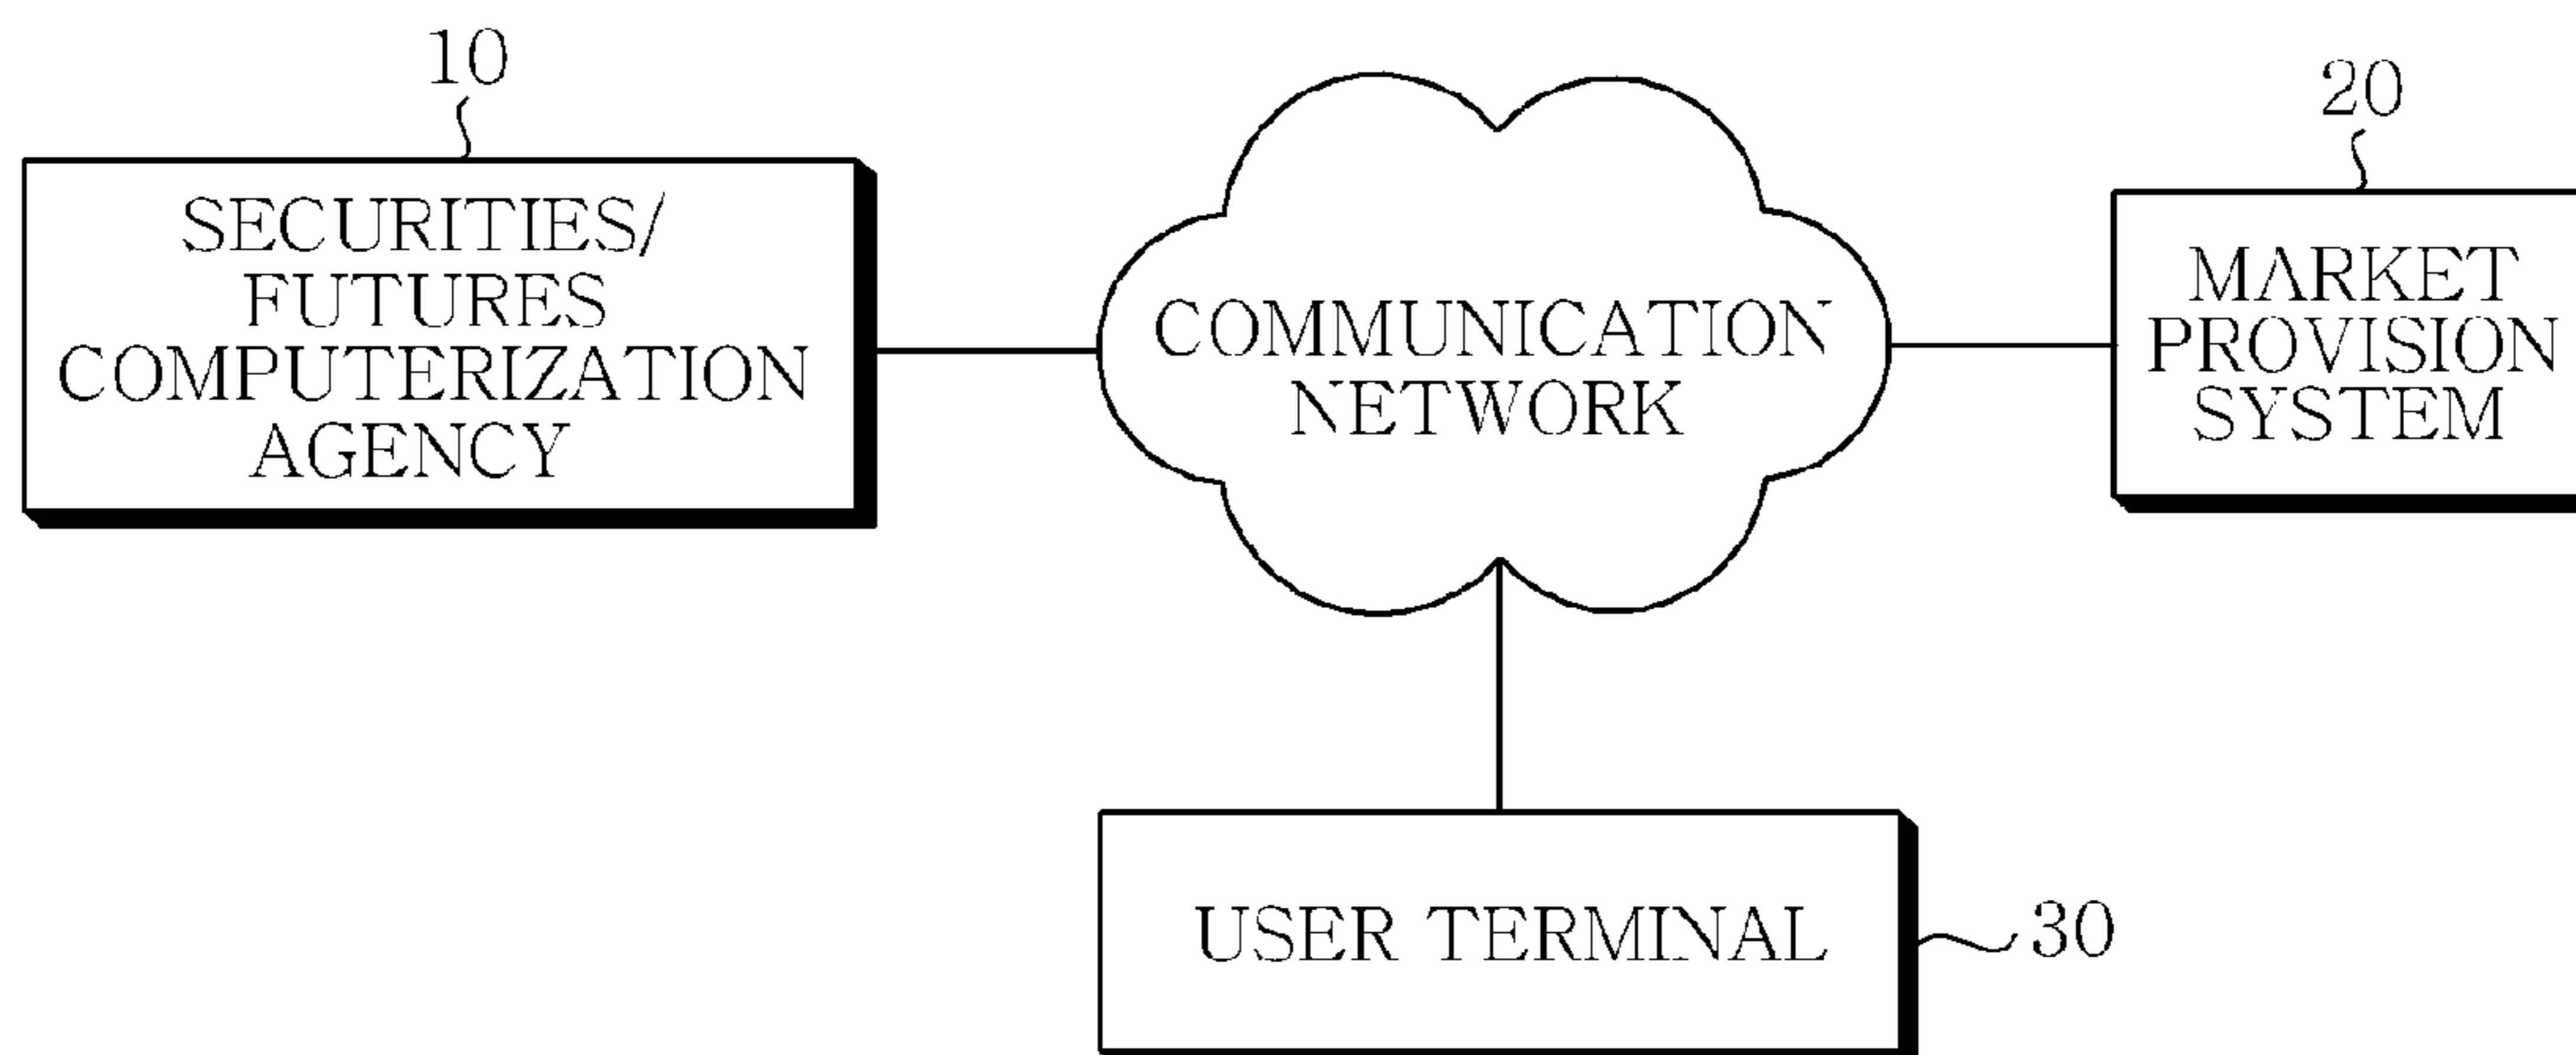 10
SECURITIES/
FUTURES
COMPUTERIZATION
AGENCY
COMMUNICATION
NETWORK
20
MARKET
PROVISION
SYSTEM
USER TERMINAL
30